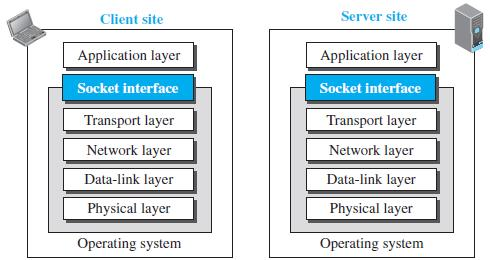 Client site
Application layer
Socket interface
Transport layer
Network layer
Data-link layer
Physical layer
Operating system
Server site
Application layer
Socket interface
Transport layer
Network layer
Data-link layer
Physical layer
Operating system